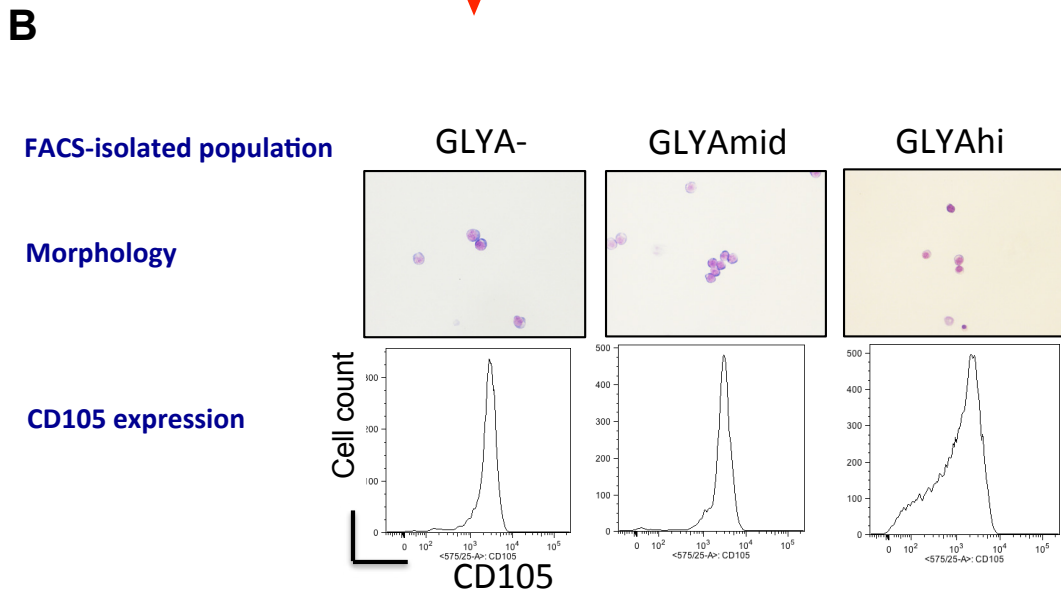 B
FACS-isolated population
GLYA-
GLYAmid
GLYAhi
Morphology
CD105 expression
Cell count
300
200
100
0
0 10² 10³ 10⁴ 10⁵
<575/25-A>: CD105
500
400
300
200
100
0
0 10² 10³ 10⁴ 10⁵
<575/25-A>: CD105
500
400
300
200
100
0
0 10² 10³ 10⁴ 10⁵
<575/25-A>: CD105
CD105